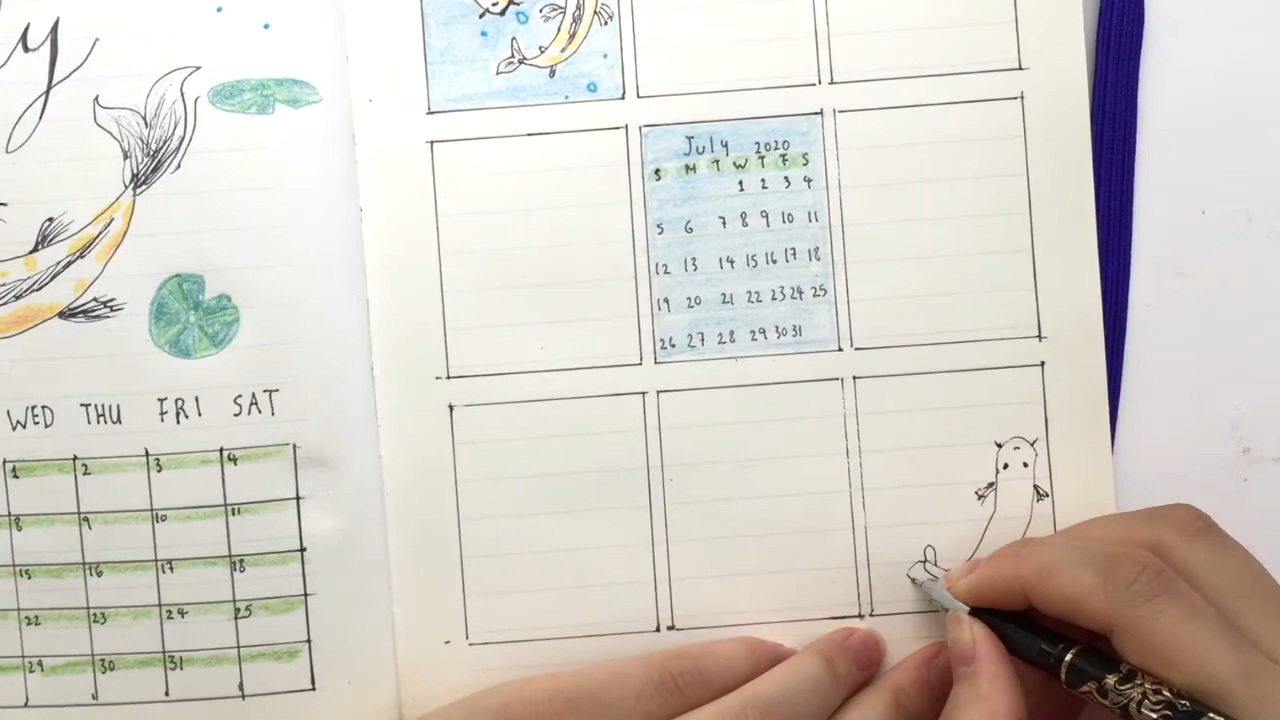 y
WED THU FRI SAT
1 2 3 4
8 9 10 11
15 16 17 18
22 23 24 25
29 30 31
July 2020
S M T W T F S
1 2 3 4
5 6 7 8 9 10 11
12 13 14 15 16 17 18
19 20 21 22 23 24 25
26 27 28 29 30 31